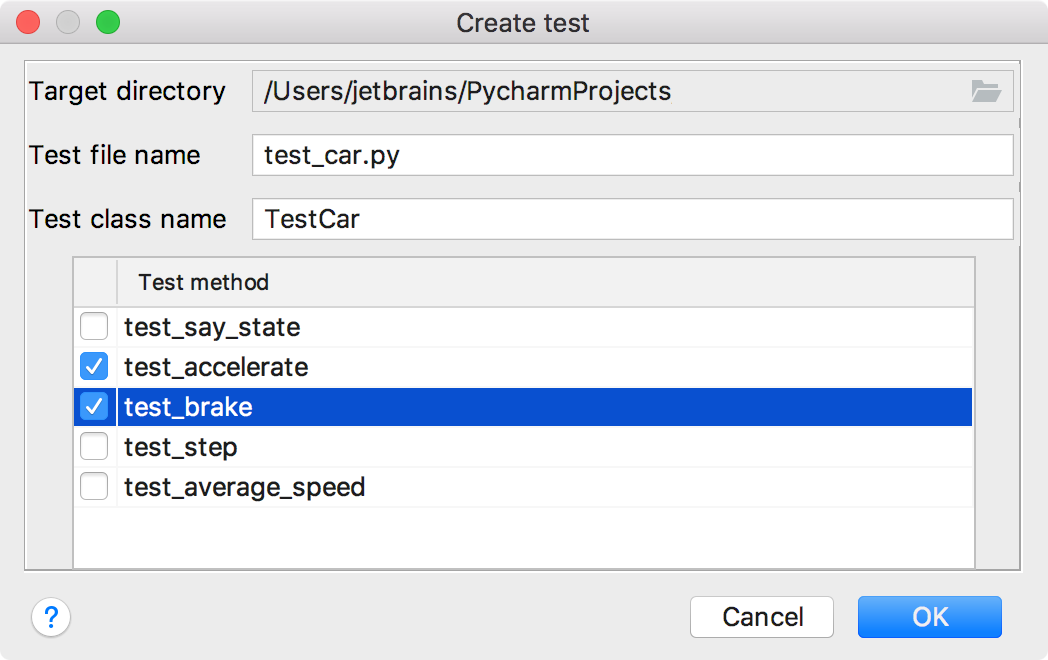 Create test
Target directory /Users/jetbrains/PycharmProjects
Test file name test_car.py
Test class name TestCar
Test method
test_say_state
test_accelerate
test_brake
test_step
test_average_speed
? Cancel OK